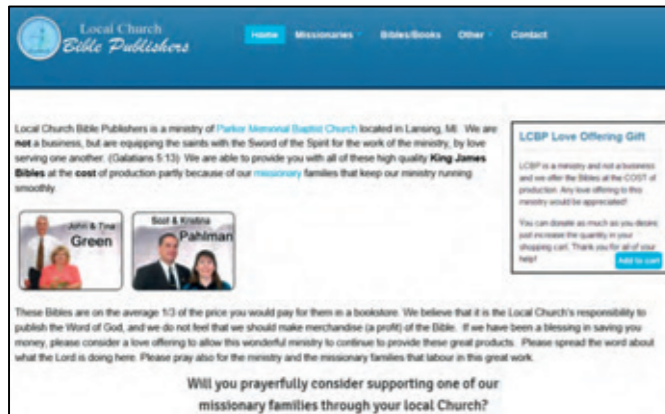 Local Church
Bible Publishers
Home Missionaries Bibles/Books Other Contact
Local Church Bible Publishers is a ministry of Parker Memorial Baptist Church located in Lansing, MI. We are
not a business, but are equipping the saints with the Sword of the Spirit for the work of the ministry, by love
serving one another. (Galatians 5:13) We are able to provide you with all of these high quality King James
Bibles at the cost of production partly because of our missionary families that keep our ministry running
smoothly.
LCBP Love Offering Gift
LCBP is a ministry and not a business
and we offer the Bibles at the COST of
production. Any love offering to this
ministry would be appreciated!
You can donate as much as you desire
just increase the quantity in your
shopping cart. Thank you for all of your
help!
Add to cart
John & Tina
Green
Scot & Kristina
Pahlman
These Bibles are on the average 1/3 of the price you would pay for them in a bookstore. We believe that it is the Local Church's responsibility to
publish the Word of God, and we do not feel that we should make merchandise (a profit) of the Bible. If we have been a blessing in saving you
money, please consider a love offering to allow this wonderful ministry to continue to provide these great products. Please spread the word about
what the Lord is doing here. Please pray also for the ministry and the missionary families that labour in this great work.
Will you prayerfully consider supporting one of our
missionary families through your local Church?